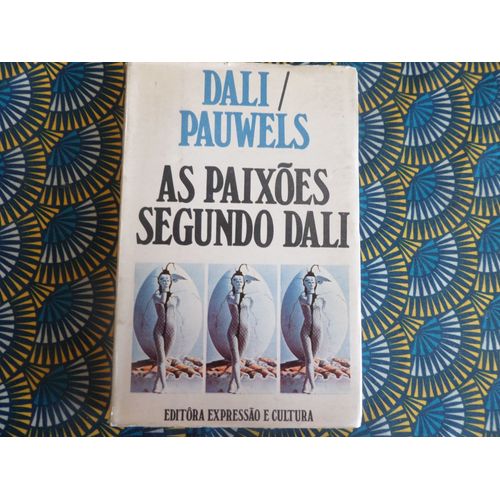 DALI /
PAUWELS
AS PAIXÕES
SEGUNDO DALI
EDITÔRA EXPRESSÃO E CULTURA